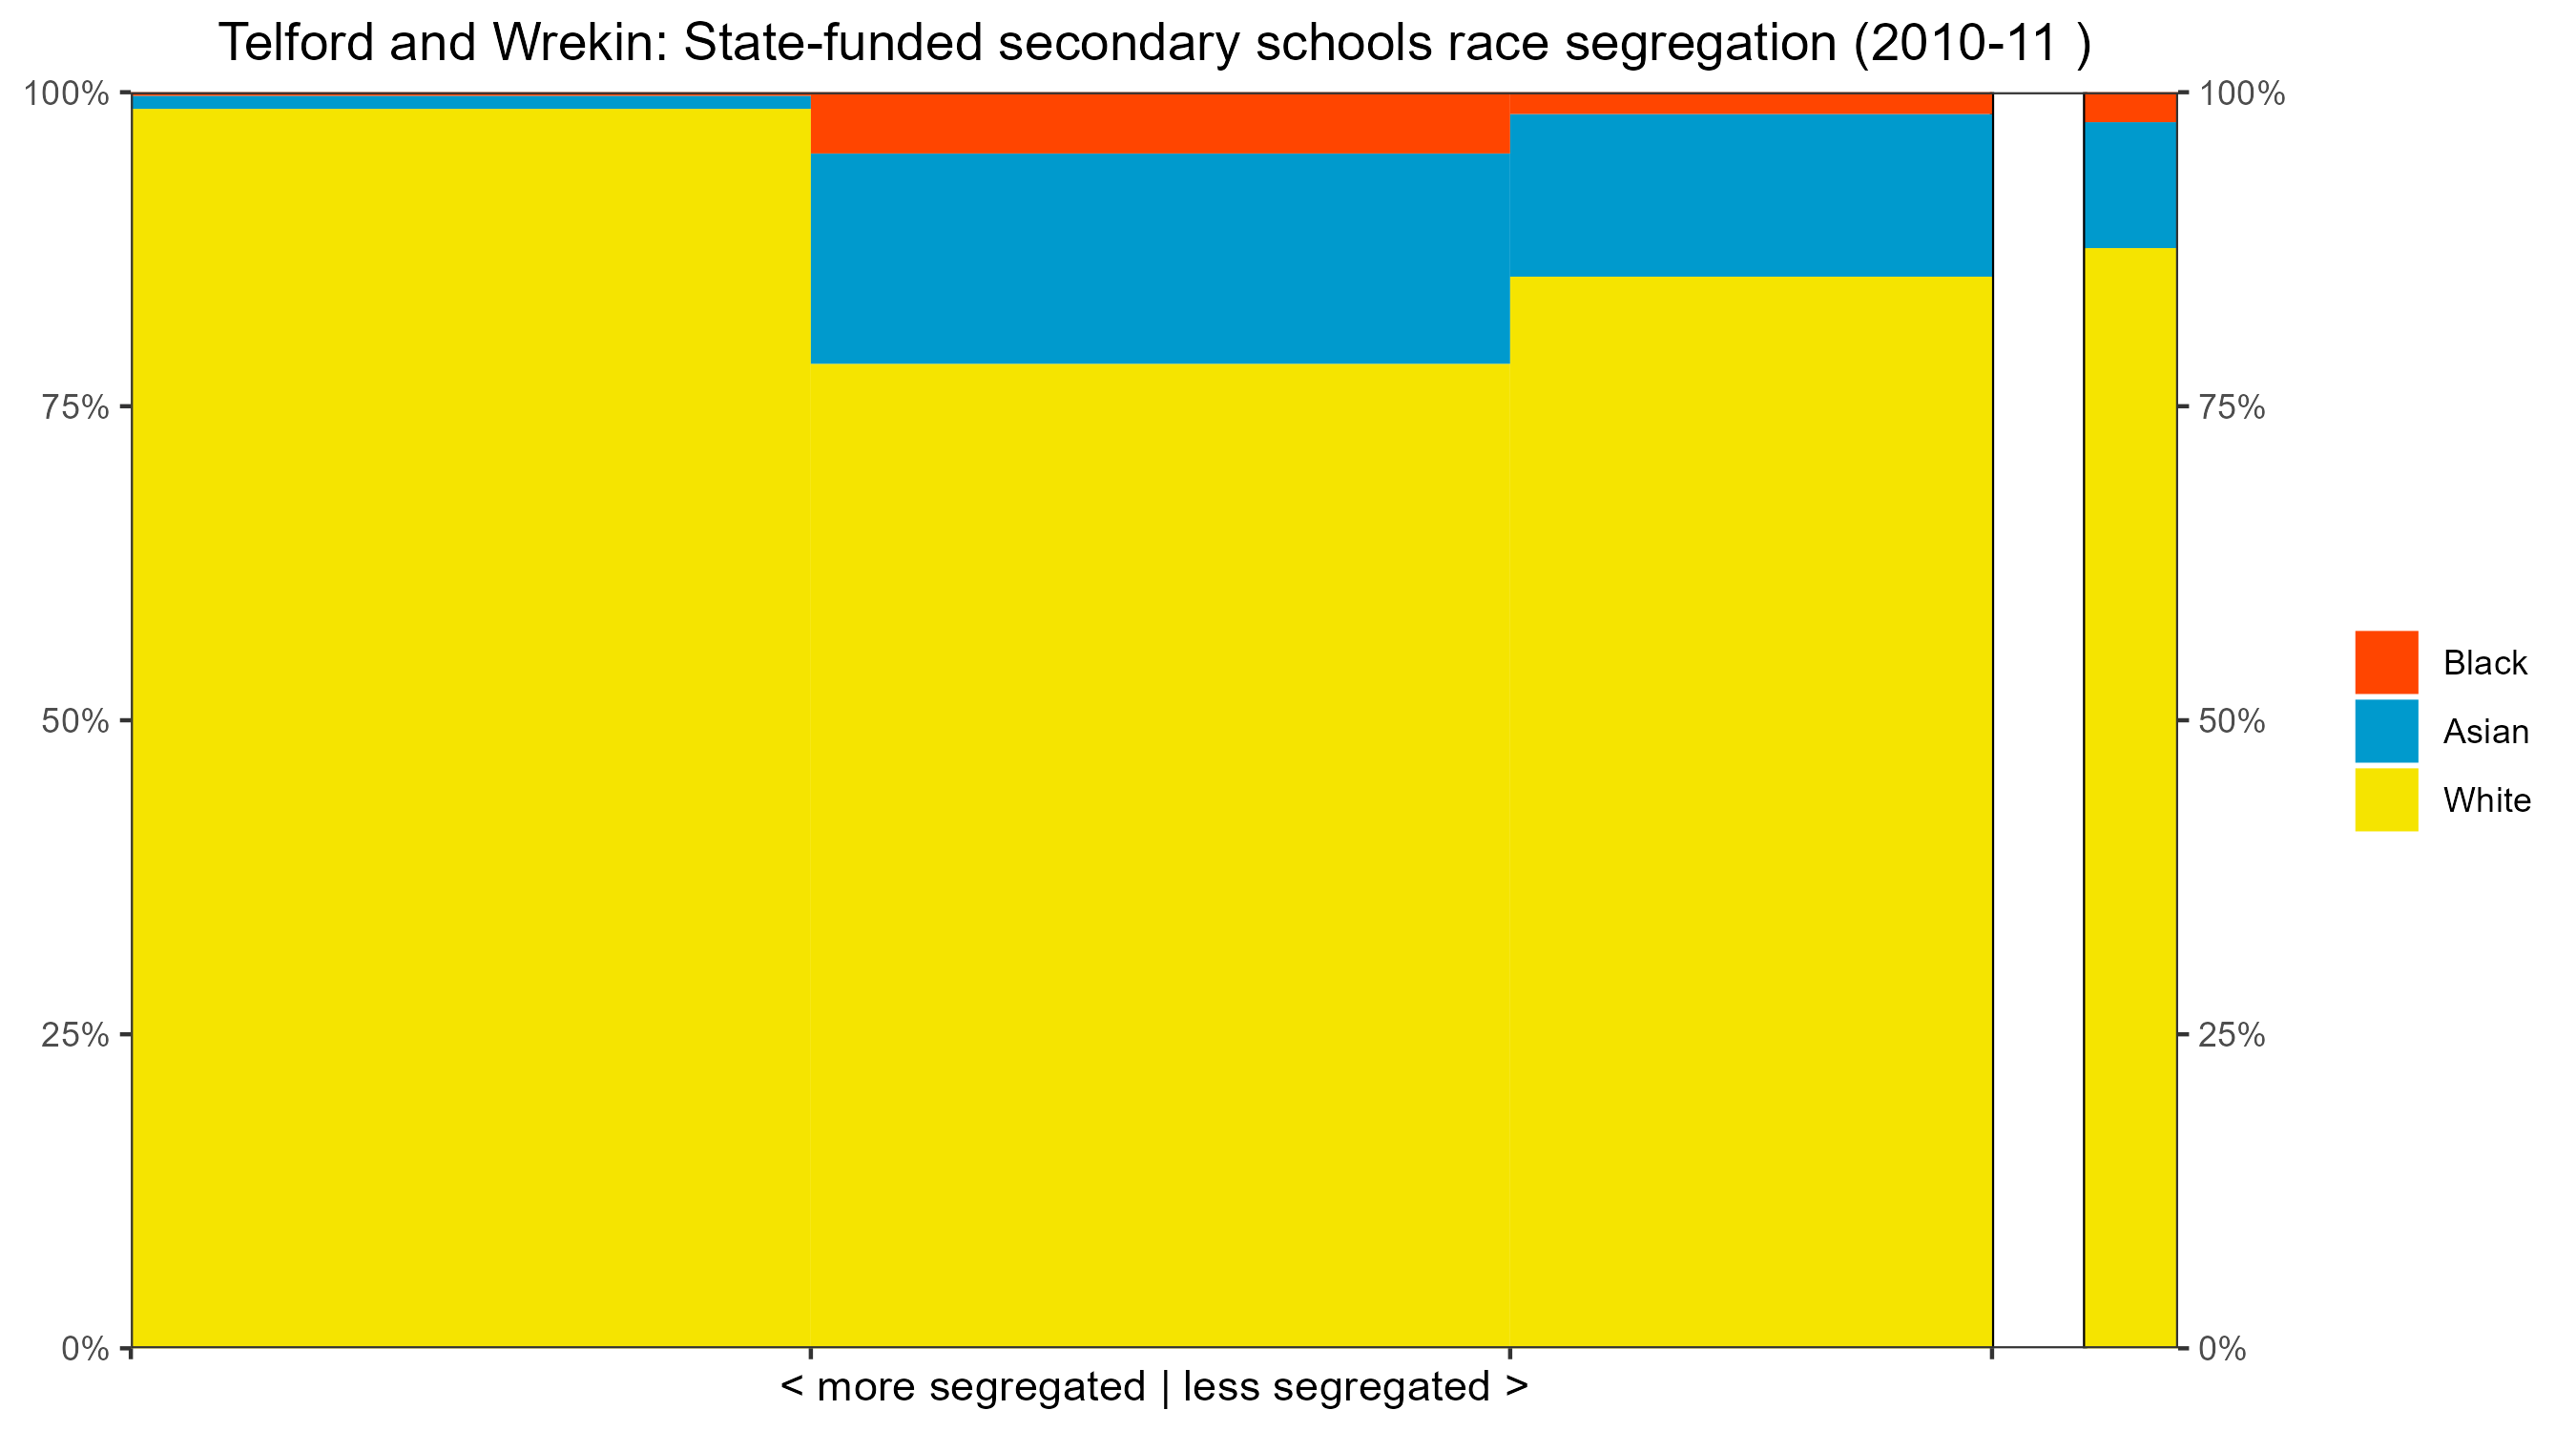 Telford and Wrekin: State-funded secondary schools race segregation (2010-11 )
100%
75%
50%
25%
0%
100%
75%
50%
25%
0%
Black
Asian
White
< more segregated | less segregated >